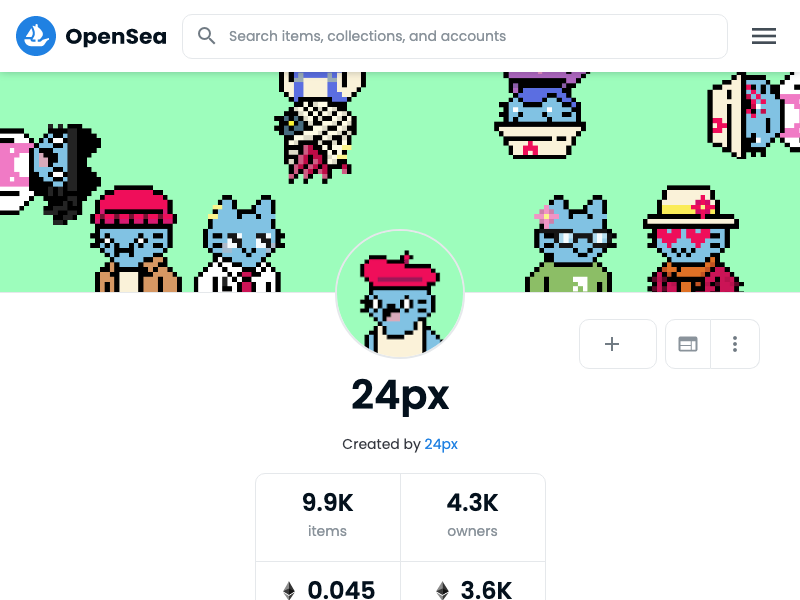 OpenSea
Search items, collections, and accounts
24px
Created by 24px
9.9K
items
4.3K
owners
0.045
3.6K